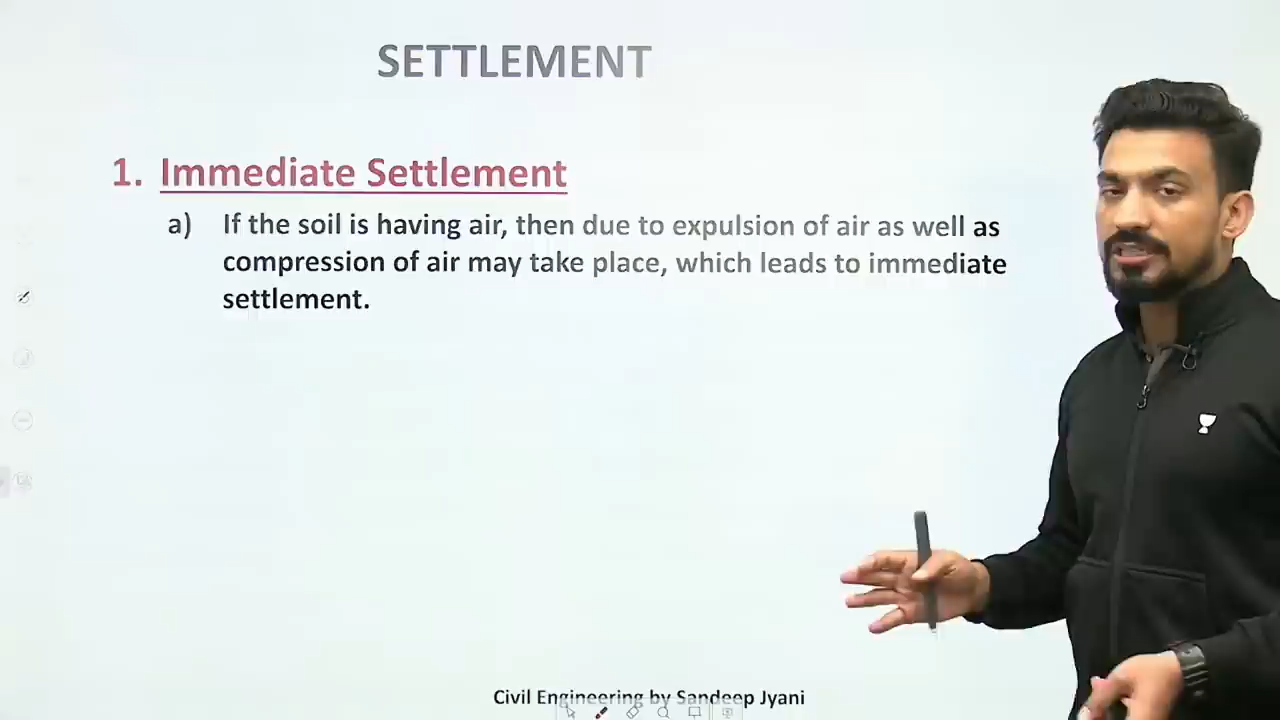 SETTLEMENT
1. Immediate Settlement
a) If the soil is having air, then due to expulsion of air as well as
compression of air may take place, which leads to immediate
settlement.
Civil Engineering by Sandeep Jyani